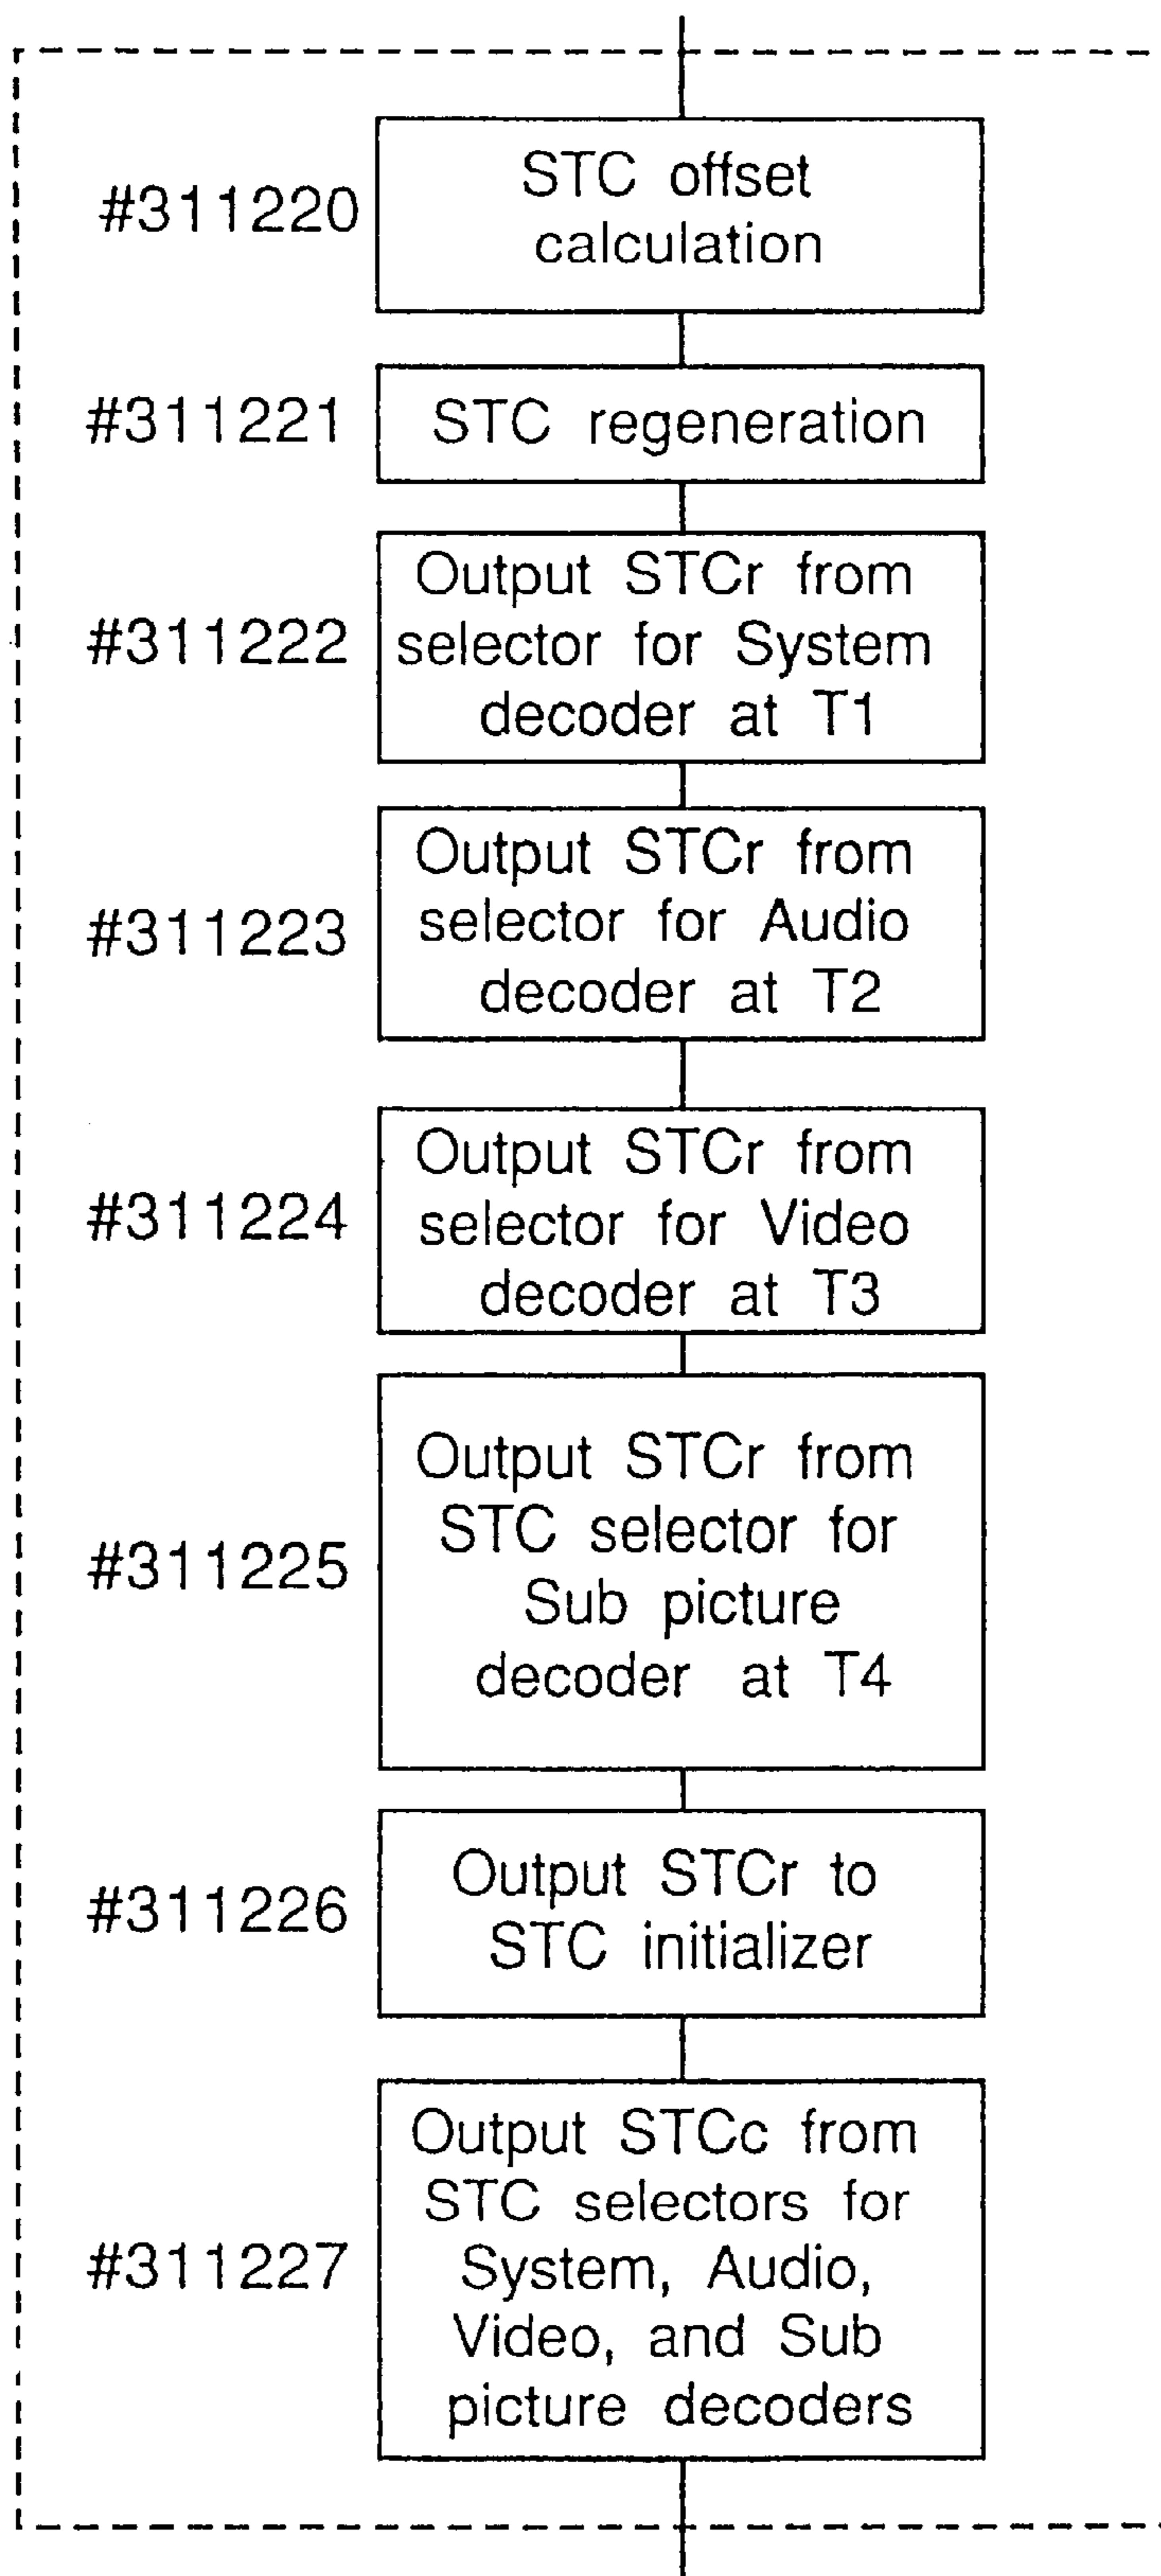 #311220
STC offset
calculation
#311221
STC regeneration
#311222
Output STCr from
selector for System
decoder at T1
#311223
Output STCr from
selector for Audio
decoder at T2
#311224
Output STCr from
selector for Video
decoder at T3
#311225
Output STCr from
STC selector for
Sub picture
decoder at T4
#311226
Output STCr to
STC initializer
#311227
Output STCc from
STC selectors for
System, Audio,
Video, and Sub
picture decoders